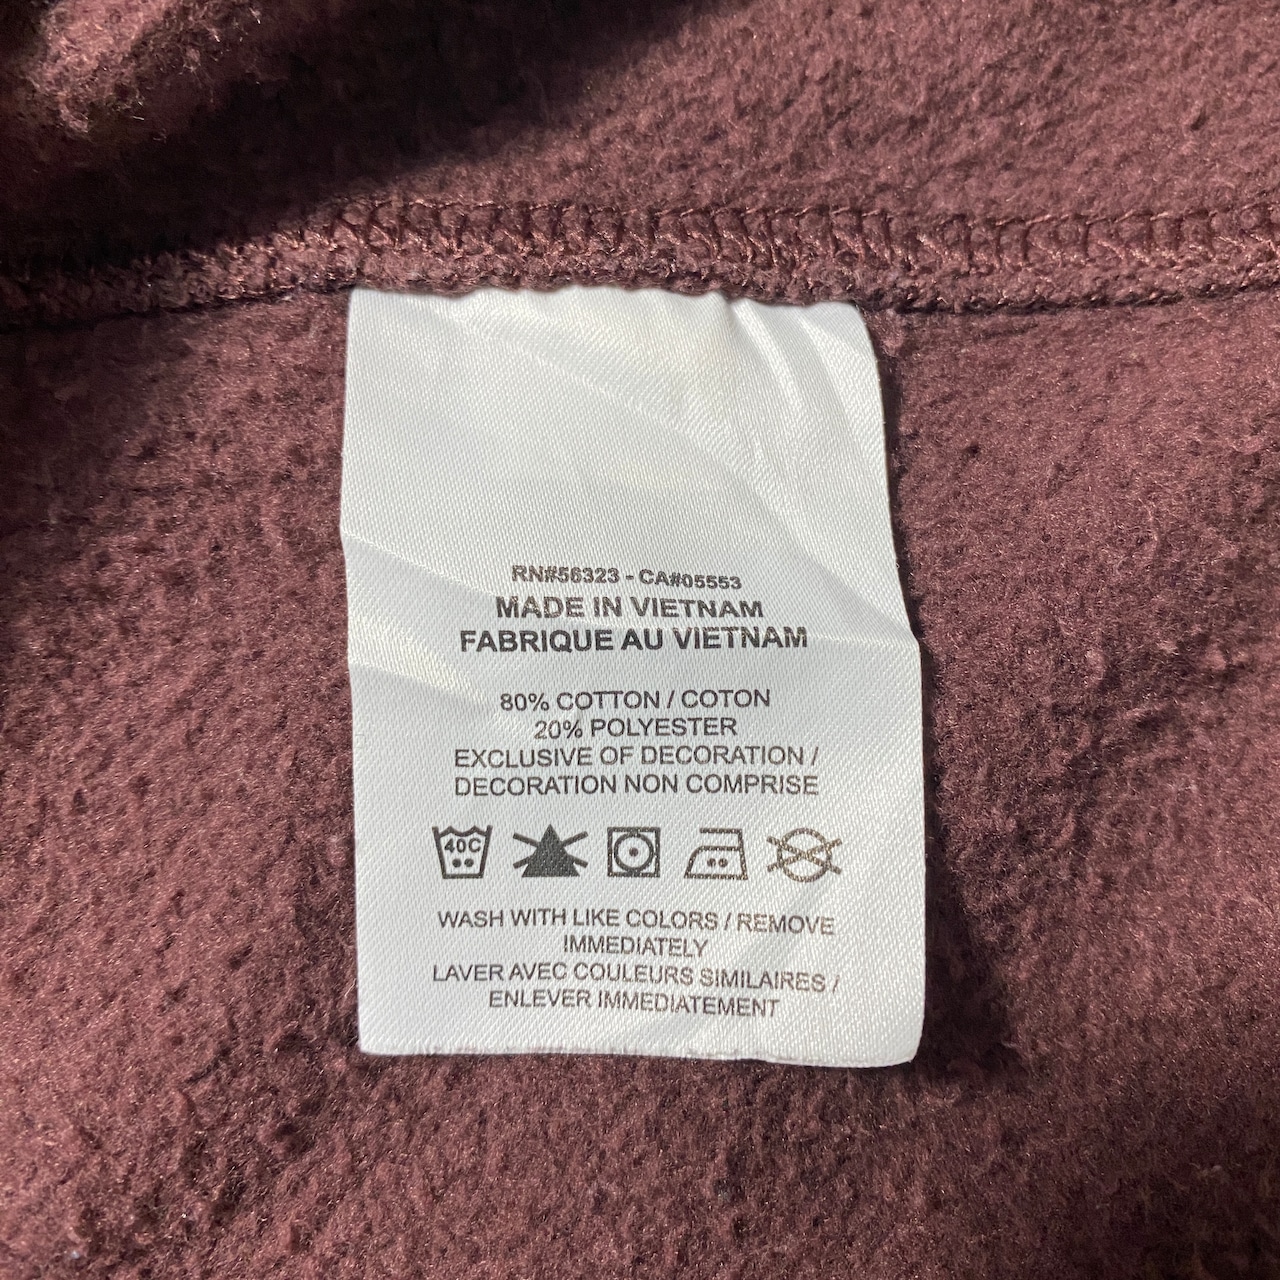 RN#56323 - CA#05553
MADE IN VIETNAM
FABRIQUE AU VIETNAM
80% COTTON / COTON
20% POLYESTER
EXCLUSIVE OF DECORATION /
DECORATION NON COMPRISE
40C
WASH WITH LIKE COLORS / REMOVE
IMMEDIATELY
LAVER AVEC COULEURS SIMILAIRES /
ENLEVER IMMEDIATEMENT